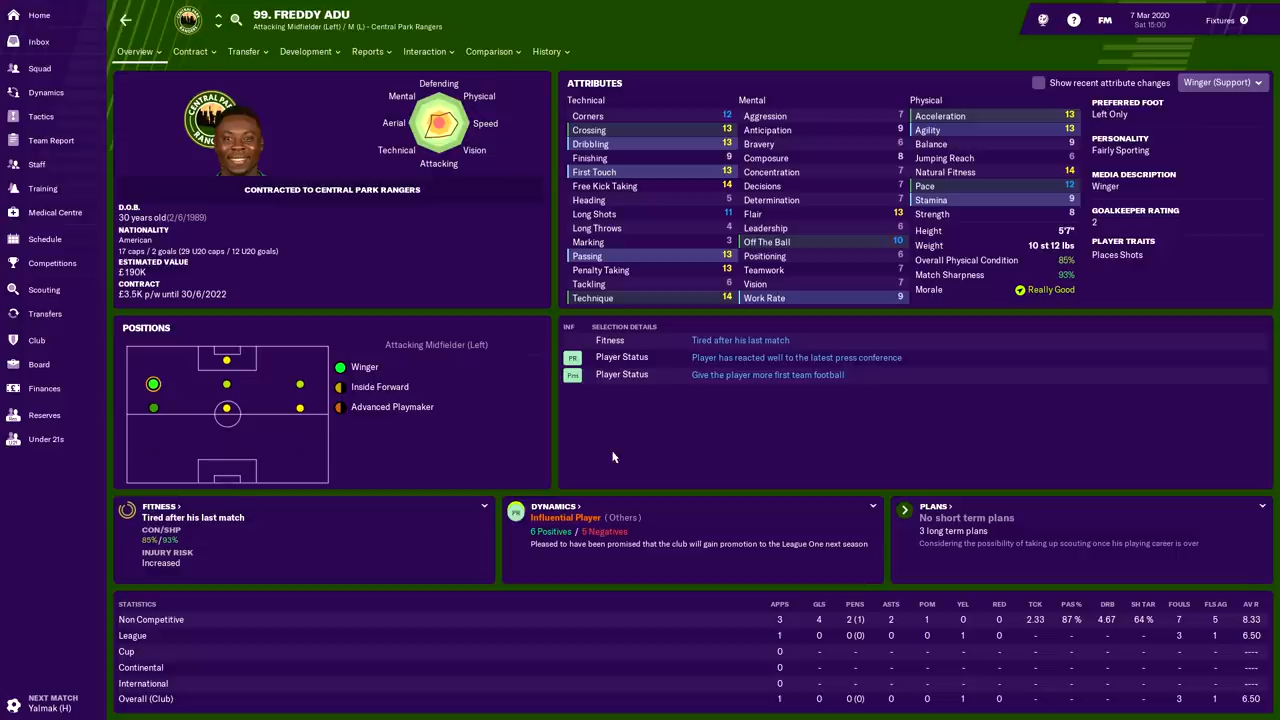 99. FREDDY ADU
Attacking Midfielder (Left) / M (L) - Central Park Rangers
FM
7 Mar 2020
Sat 15:00
Fixtures
Overview
Contract
Transfer
Development
Reports
Interaction
Comparison
History
Home
Inbox
Squad
Dynamics
Tactics
Team Report
Staff
Training
Medical Centre
Schedule
Competitions
Scouting
Transfers
Club
Board
Finances
Reserves
Under 21s
NEXT MATCH
Yalmak (H)
CENTRAL PARK
RANGERS
CONTRACTED TO CENTRAL PARK RANGERS
D.O.B.
30 years old (2/6/1989)
NATIONALITY
American
17 caps / 2 goals (29 U20 caps / 12 U20 goals)
ESTIMATED VALUE
£190K
CONTRACT
£3.5K p/w until 30/6/2022
Defending
Mental Physical
Aerial Speed
Technical Vision
Attacking
ATTRIBUTES
Show recent attribute changes
Winger (Support)
Technical
Corners 12
Crossing 13
Dribbling 13
Finishing 9
First Touch 13
Free Kick Taking 14
Heading 5
Long Shots 11
Long Throws 4
Marking 3
Passing 13
Penalty Taking 13
Tackling 6
Technique 14
Mental
Aggression 7
Anticipation 9
Bravery 6
Composure 8
Concentration 7
Decisions 7
Determination 7
Flair 13
Leadership 6
Off The Ball 10
Positioning 6
Teamwork 7
Vision 7
Work Rate 9
Physical
Acceleration 13
Agility 13
Balance 9
Jumping Reach 6
Natural Fitness 14
Pace 12
Stamina 9
Strength 8
Height 5'7"
Weight 10 st 12 lbs
Overall Physical Condition 85%
Match Sharpness 93%
Morale Really Good
PREFERRED FOOT
Left Only
PERSONALITY
Fairly Sporting
MEDIA DESCRIPTION
Winger
GOALKEEPER RATING
2
PLAYER TRAITS
Places Shots
POSITIONS
Attacking Midfielder (Left)
Winger
Inside Forward
Advanced Playmaker
INF SELECTION DETAILS
Fitness Tired after his last match
PR Player Status Player has reacted well to the latest press conference
Prm Player Status Give the player more first team football
FITNESS >
Tired after his last match
CON/SHP
85%/93%
INJURY RISK
Increased
PR
DYNAMICS >
Influential Player (Others)
6 Positives / 5 Negatives
Pleased to have been promised that the club will gain promotion to the League One next season
PLANS >
No short term plans
3 long term plans
Considering the possibility of taking up scouting once his playing career is over
STATISTICS APPS GLS PENS ASTS POM YEL RED TCK PAS % DRB SH TAR FOULS FLS AG AV R
Non Competitive 3 4 2 (1) 2 1 0 0 2.33 87 % 4.67 64 % 7 5 8.33
League 1 0 0 (0) 0 0 1 0 - - - - 3 1 6.50
Cup 0 - - - - - - - - - - - - ----
Continental 0 - - - - - - - - - - - - ----
International 0 - - - - - - - - - - - - ----
Overall (Club) 1 0 0 (0) 0 0 1 0 - - - - 3 1 6.50